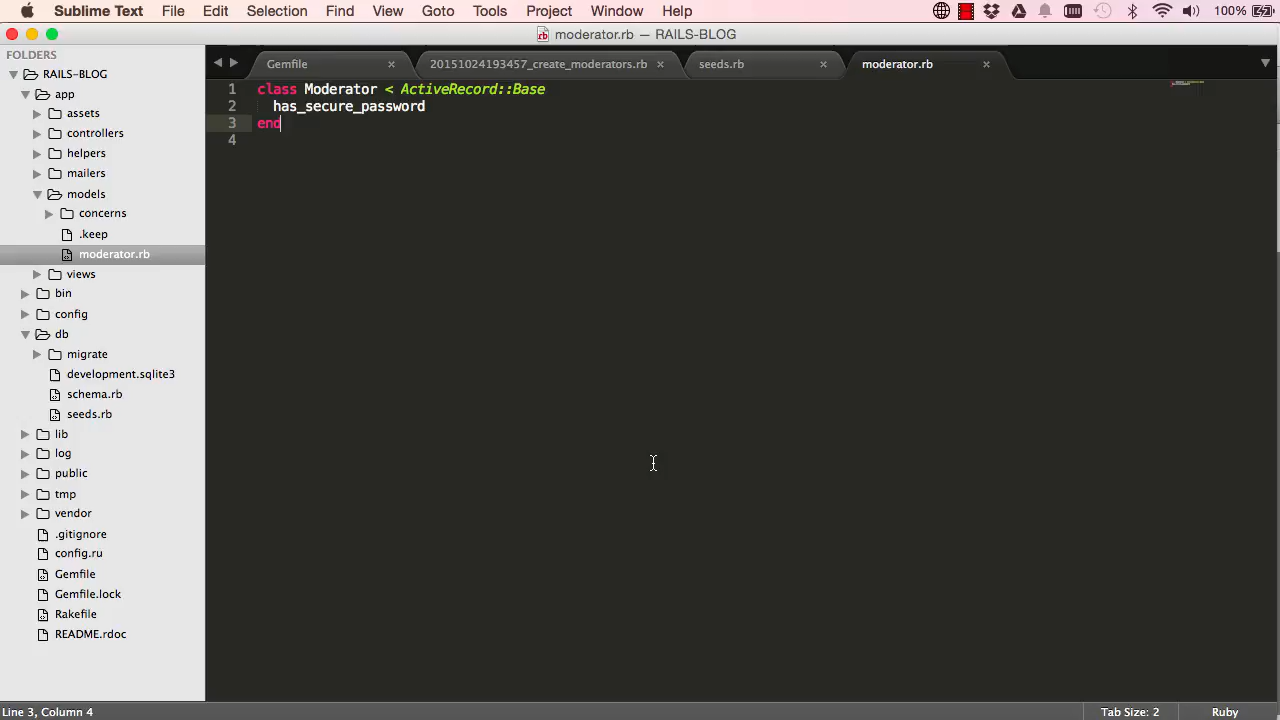 Sublime Text File Edit Selection Find View Goto Tools Project Window Help 100%
moderator.rb — RAILS-BLOG
FOLDERS
RAILS-BLOG
app
assets
controllers
helpers
mailers
models
concerns
.keep
moderator.rb
views
bin
config
db
migrate
development.sqlite3
schema.rb
seeds.rb
lib
log
public
tmp
vendor
.gitignore
config.ru
Gemfile
Gemfile.lock
Rakefile
README.rdoc
Gemfile 20151024193457_create_moderators.rb seeds.rb moderator.rb
1 class Moderator < ActiveRecord::Base
2 has_secure_password
3 end
4
Line 3, Column 4 Tab Size: 2 Ruby